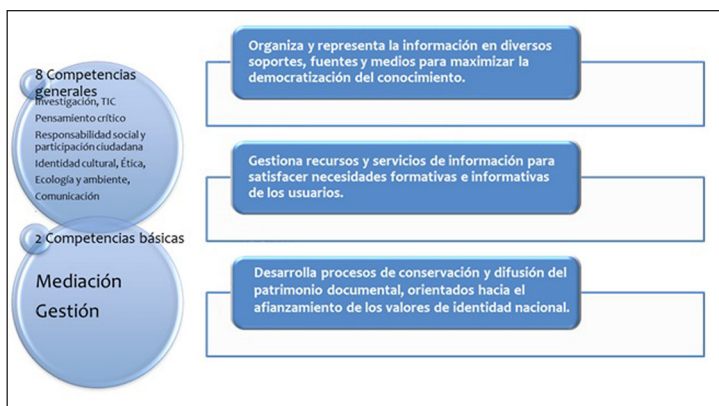 8 Competencias
generales
Investigación, TIC
Pensamiento crítico
Responsabilidad social y
participación ciudadana
Identidad cultural, Ética,
Ecología y ambiente,
Comunicación
2 Competencias básicas
Mediación
Gestión
Organiza y representa la información en diversos
soportes, fuentes y medios para maximizar la
democratización del conocimiento.
Gestiona recursos y servicios de información para
satisfacer necesidades formativas e informativas
de los usuarios.
Desarrolla procesos de conservación y difusión del
patrimonio documental, orientados hacia el
afianzamiento de los valores de identidad nacional.